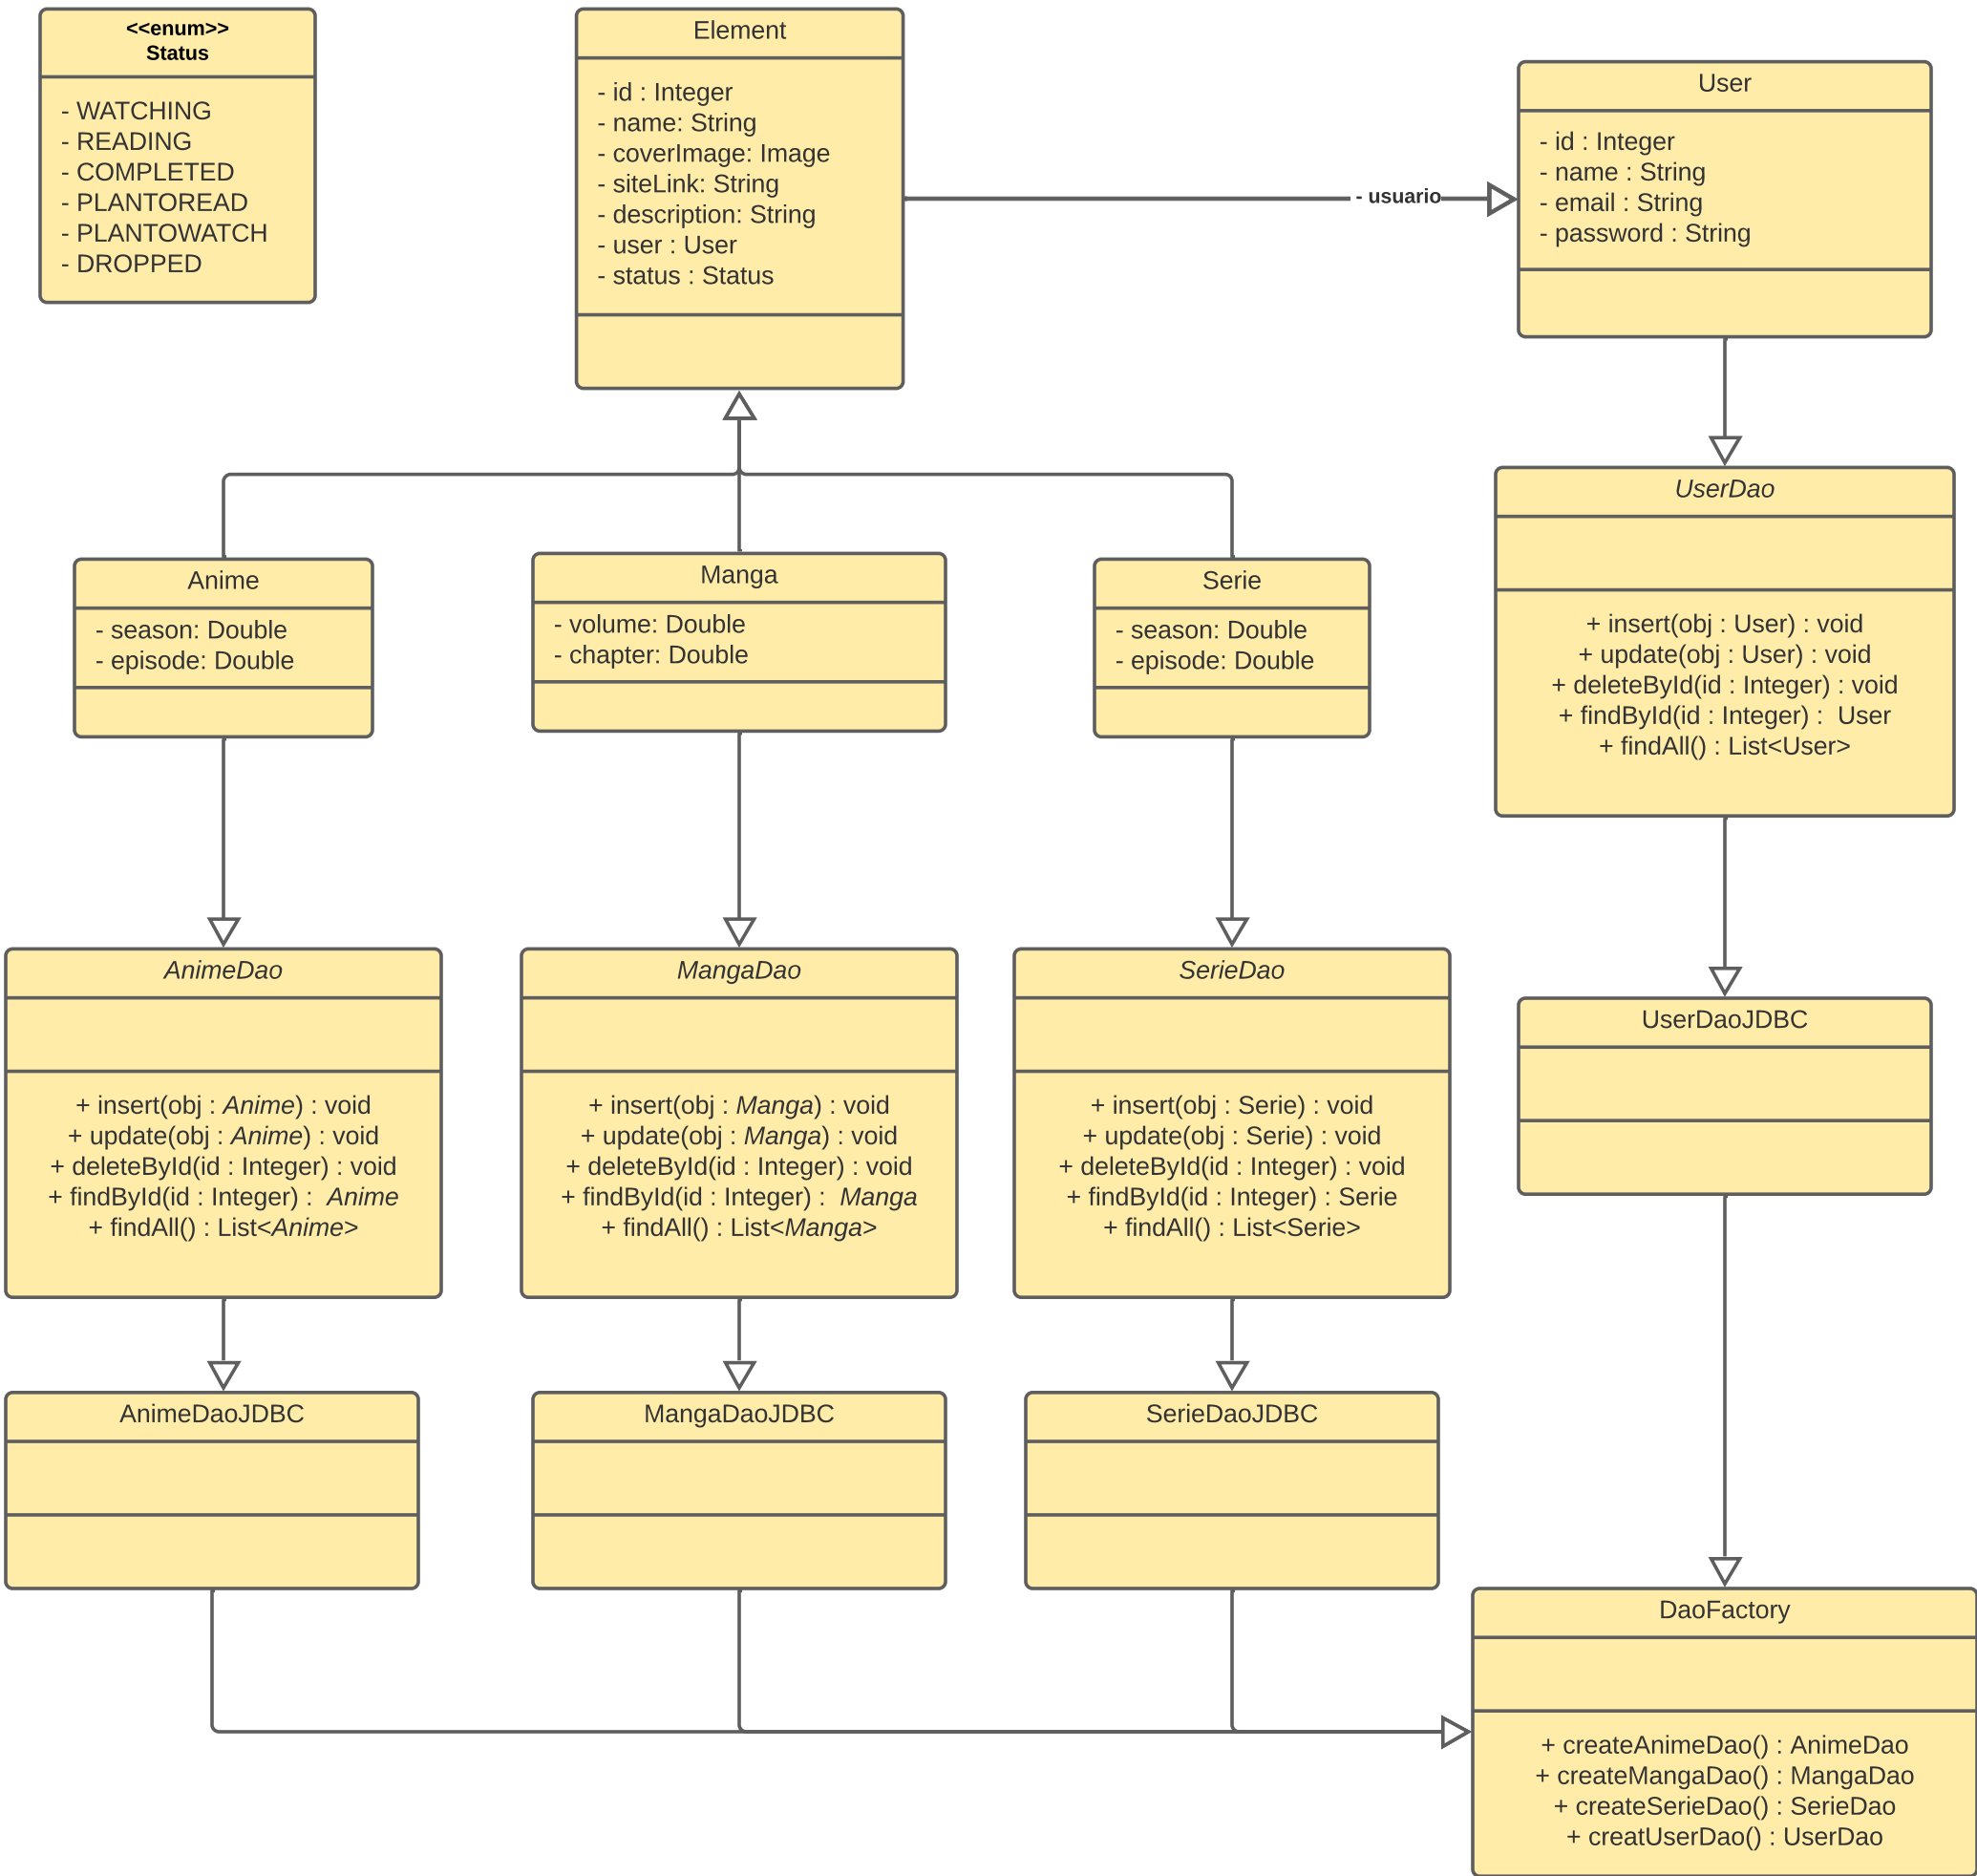 <<enum>>
Status
- WATCHING
- READING
- COMPLETED
- PLANTOREAD
- PLANTOWATCH
- DROPPED
Element
- id : Integer
- name: String
- coverImage: Image
- siteLink: String
- description: String
- user : User
- status : Status
- usuario
User
- id : Integer
- name : String
- email : String
- password : String
Anime
- season: Double
- episode: Double
Manga
- volume: Double
- chapter: Double
Serie
- season: Double
- episode: Double
UserDao
+ insert(obj : User) : void
+ update(obj : User) : void
+ deleteById(id : Integer) : void
+ findById(id : Integer) :  User
+ findAll() : List<User>
AnimeDao
+ insert(obj : Anime) : void
+ update(obj : Anime) : void
+ deleteById(id : Integer) : void
+ findById(id : Integer) :  Anime
+ findAll() : List<Anime>
MangaDao
+ insert(obj : Manga) : void
+ update(obj : Manga) : void
+ deleteById(id : Integer) : void
+ findById(id : Integer) :  Manga
+ findAll() : List<Manga>
SerieDao
+ insert(obj : Serie) : void
+ update(obj : Serie) : void
+ deleteById(id : Integer) : void
+ findById(id : Integer) : Serie
+ findAll() : List<Serie>
UserDaoJDBC
AnimeDaoJDBC
MangaDaoJDBC
SerieDaoJDBC
DaoFactory
+ createAnimeDao() : AnimeDao
+ createMangaDao() : MangaDao
+ createSerieDao() : SerieDao
+ creatUserDao() : UserDao